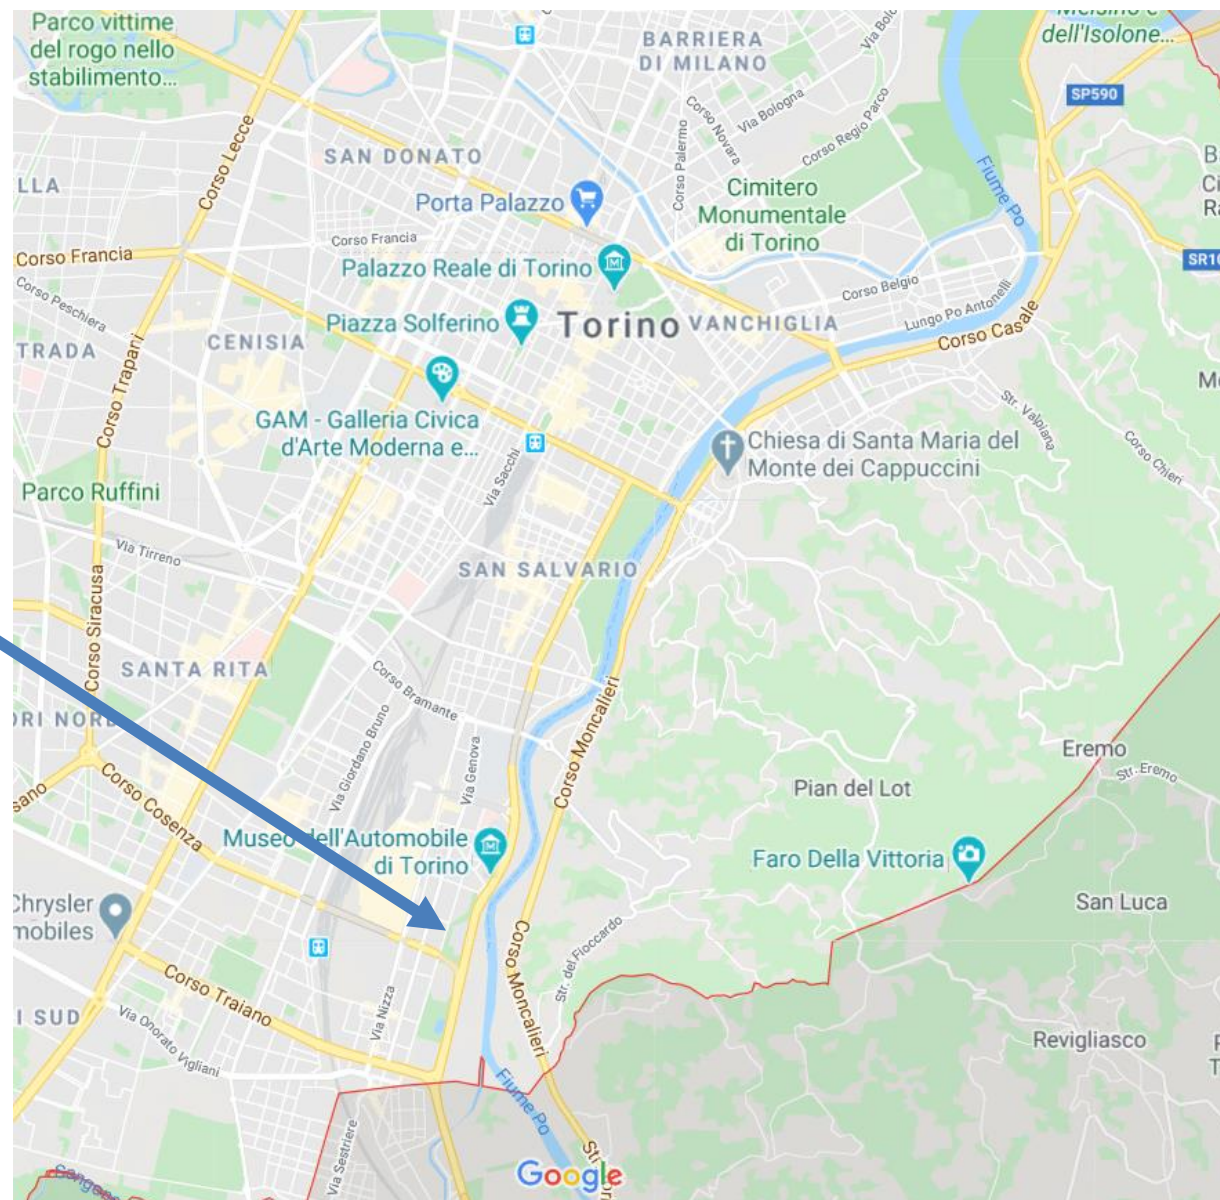 Parco vittime
del rogo nello
stabilimento...
BARRIERA
DI MILANO
dell'Isolone...
SP590
Via Bologna
Corso Novara
Corso Regio Parco
Corso Palermo
Corso Lecce
SAN DONATO
Porta Palazzo
Cimitero
Monumentale
di Torino
Fiume Po
Corso Francia
Corso Francia
Palazzo Reale di Torino
Corso Belgio
Lungo Po Antonelli
Corso Casale
Corso Peschiera
Piazza Solferino
Torino
VANCHIGLIA
CENISIA
Corso Trapani
GAM - Galleria Civica
d'Arte Moderna e...
Via Sacchi
Chiesa di Santa Maria del
Monte dei Cappuccini
Str. Valpiana
Corso Chieri
Parco Ruffini
Via Tirreno
SAN SALVARIO
Corso Siracusa
SANTA RITA
Corso Bramante
Corso Moncalieri
Via Giordano Bruno
Via Genova
Eremo
Str. Eremo
Pian del Lot
Corso Cosenza
Museo dell'Automobile
di Torino
Faro Della Vittoria
San Luca
Chrysler
Str. del Fioccardo
Corso Moncalieri
Corso Traiano
Via Nizza
Via Onorato Vigliani
Revigliasco
Fiume Po
Via Sestriere
Google